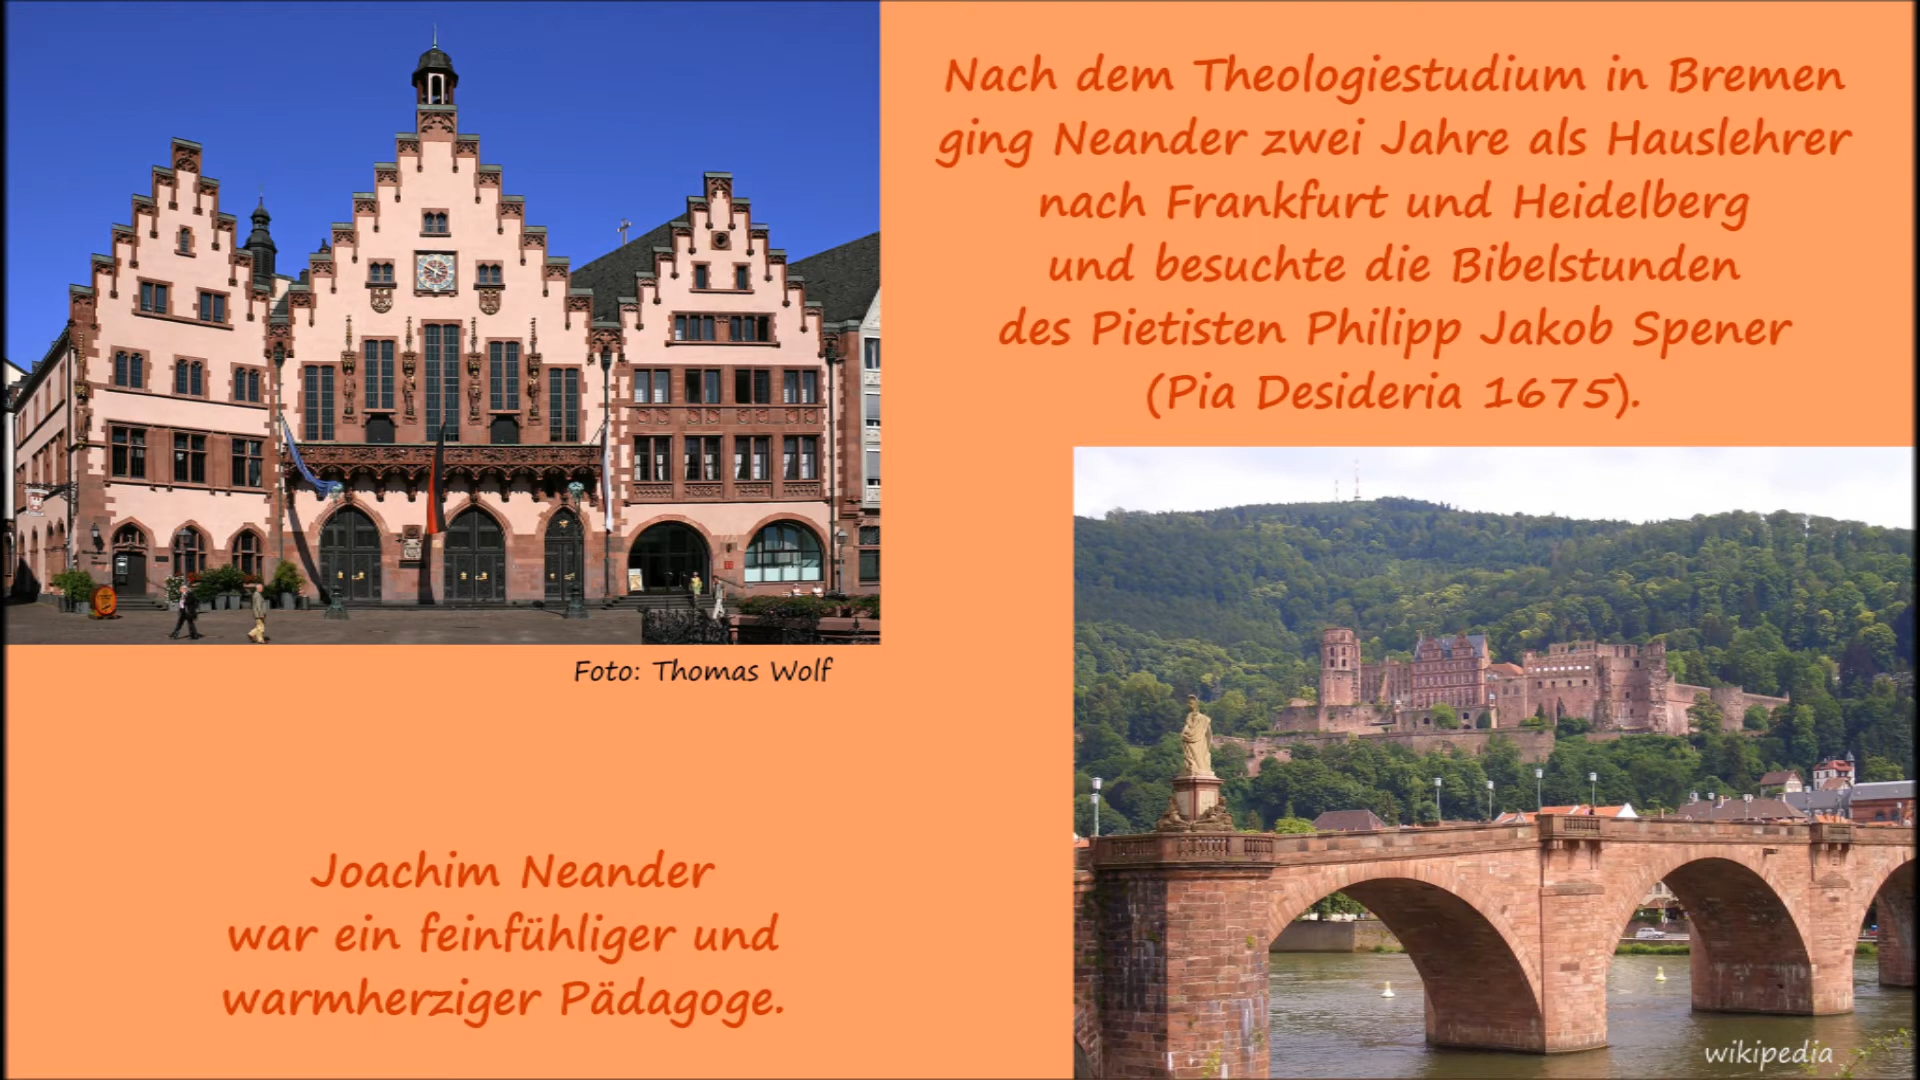 Nach dem Theologiestudium in Bremen
ging Neander zwei Jahre als Hauslehrer
nach Frankfurt und Heidelberg
und besuchte die Bibelstunden
des Pietisten Philipp Jakob Spener
(Pia Desideria 1675).
Foto: Thomas Wolf
Joachim Neander
war ein feinfühliger und
warmherziger Pädagoge.
wikipedia